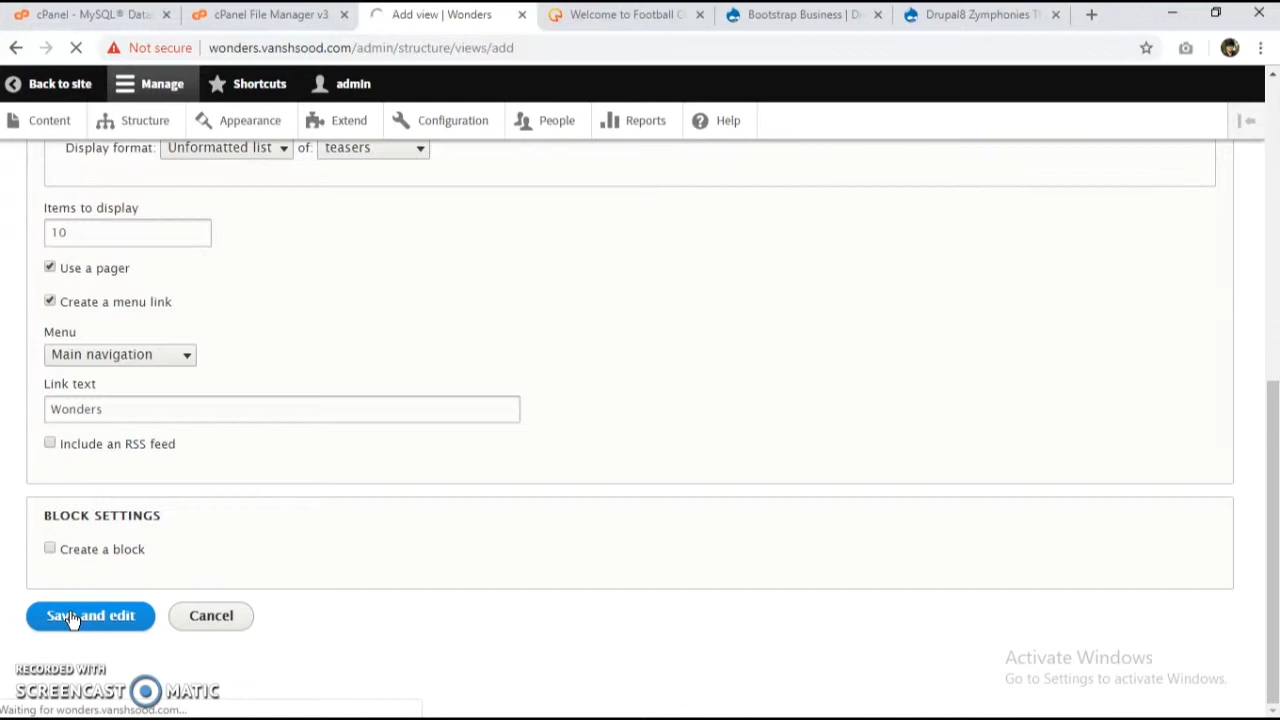 cPanel - MySQL® Data
cPanel File Manager v3
Add view | Wonders
Welcome to Football C
Bootstrap Business | D
Drupal8 Zymphonies T
Not secure
wonders.vanshsood.com/admin/structure/views/add
Back to site
Manage
Shortcuts
admin
Content
Structure
Appearance
Extend
Configuration
People
Reports
Help
Display format: Unformatted list of: teasers
Items to display
10
Use a pager
Create a menu link
Menu
Main navigation
Link text
Wonders
Include an RSS feed
BLOCK SETTINGS
Create a block
Save and edit
Cancel
Activate Windows
Go to Settings to activate Windows.
RECORDED WITH
SCREENCAST MATIC
Waiting for wonders.vanshsood.com...